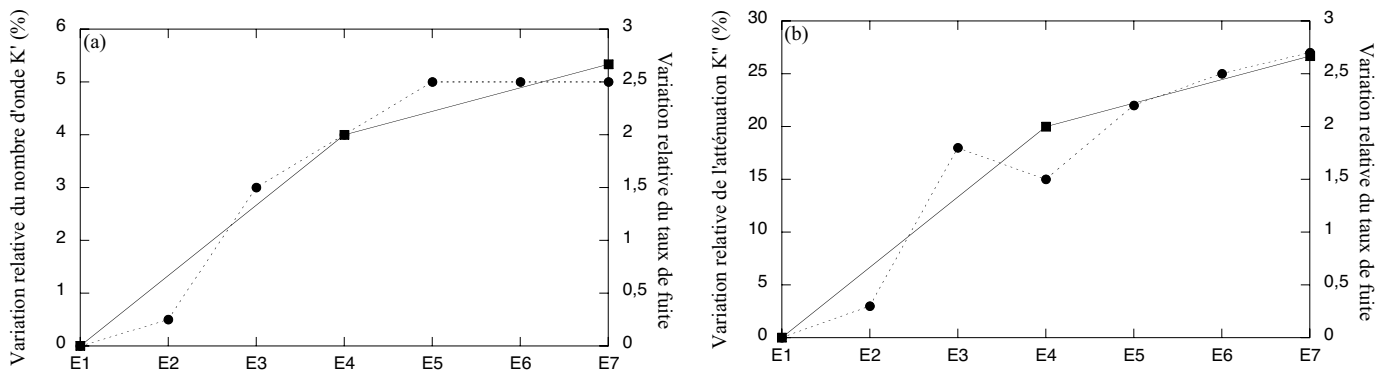 (a)
Variation relative du nombre d'onde K' (%)
6
5
4
3
2
1
0
3
2.5
2
1,5
1
0,5
0
Variation relative du taux
de fuite
E1 E2 E3 E4 E5 E6 E7
(b)
Variation relative de l'atténuation K'' (%)
30
25
20
15
10
5
0
3
2.5
2
1,5
1
0,5
0
Variation relative du taux
de fuite
E1 E2 E3 E4 E5 E6 E7